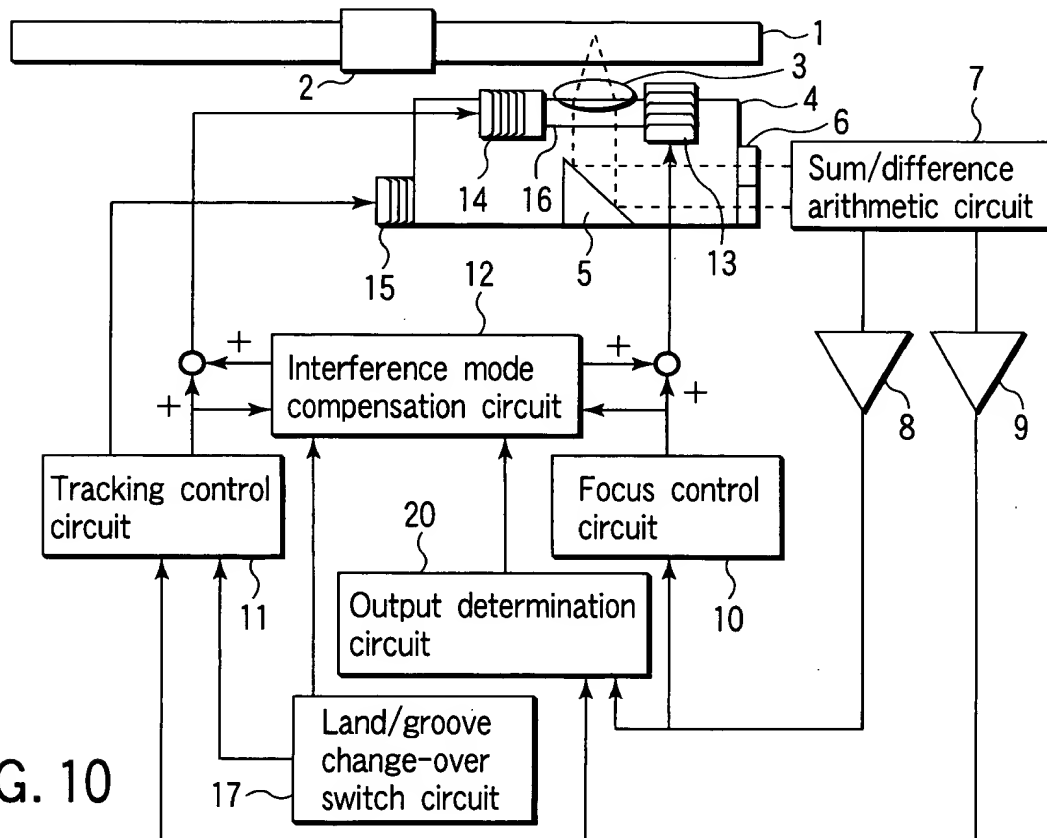 1
2
3
4
6
7
Sum/difference
arithmetic circuit
14
16
5
13
15
12
Interference mode
compensation circuit
+
+
+
+
8
9
Tracking control
circuit
11
Focus control
circuit
10
20
Output determination
circuit
Land/groove
change-over
switch circuit
17
G. 10